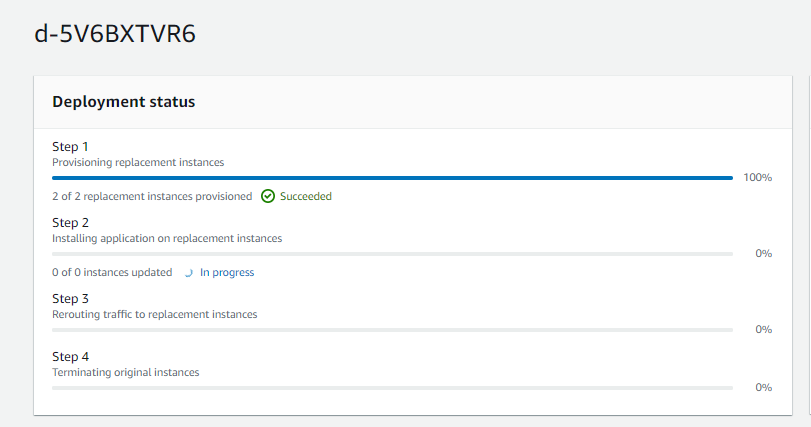 d-5V6BXTVR6
Deployment status
Step 1
Provisioning replacement instances
100%
2 of 2 replacement instances provisioned Succeeded
Step 2
Installing application on replacement instances
0%
0 of 0 instances updated In progress
Step 3
Rerouting traffic to replacement instances
0%
Step 4
Terminating original instances
0%